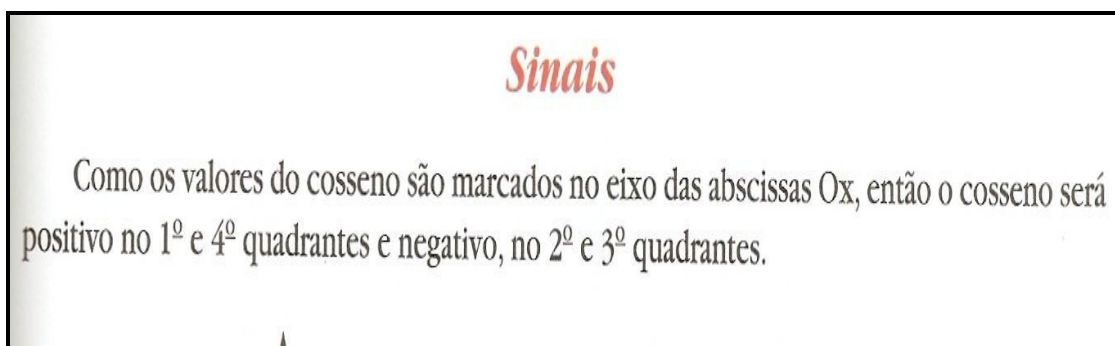 Sinais
Como os valores do cosseno são marcados no eixo das abscissas Ox, então o cosseno será
positivo no 1º e 4º quadrantes e negativo, no 2º e 3º quadrantes.